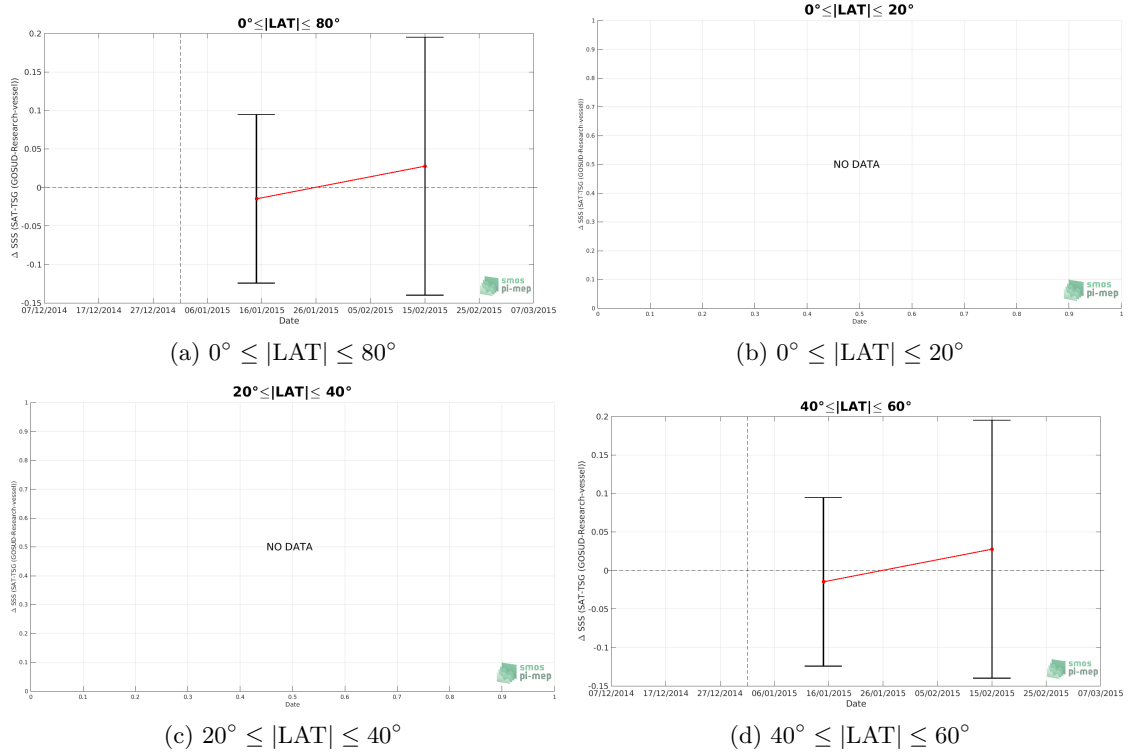 0°≤|LAT|≤ 80°
Δ SSS (SAT-TSG (GOSUD-Research-vessel))
0.2
0.15
0.1
0.05
0
-0.05
-0.1
-0.15
07/12/2014 17/12/2014 27/12/2014 06/01/2015 16/01/2015 26/01/2015 05/02/2015 15/02/2015 25/02/2015 07/03/2015
Date
smos
pi-mep
(a) 0° ≤ |LAT| ≤ 80°
0°≤|LAT|≤ 20°
Δ SSS (SAT-TSG (GOSUD-Research-vessel))
1
0.9
0.8
0.7
0.6
0.5
0.4
0.3
0.2
0.1
0
NO DATA
0 0.1 0.2 0.3 0.4 0.5 0.6 0.7 0.8 0.9 1
Date
smos
pi-mep
(b) 0° ≤ |LAT| ≤ 20°
20°≤|LAT|≤ 40°
Δ SSS (SAT-TSG (GOSUD-Research-vessel))
1
0.9
0.8
0.7
0.6
0.5
0.4
0.3
0.2
0.1
0
NO DATA
0 0.1 0.2 0.3 0.4 0.5 0.6 0.7 0.8 0.9 1
Date
smos
pi-mep
(c) 20° ≤ |LAT| ≤ 40°
40°≤|LAT|≤ 60°
Δ SSS (SAT-TSG (GOSUD-Research-vessel))
0.2
0.15
0.1
0.05
0
-0.05
-0.1
-0.15
07/12/2014 17/12/2014 27/12/2014 06/01/2015 16/01/2015 26/01/2015 05/02/2015 15/02/2015 25/02/2015 07/03/2015
Date
smos
pi-mep
(d) 40° ≤ |LAT| ≤ 60°